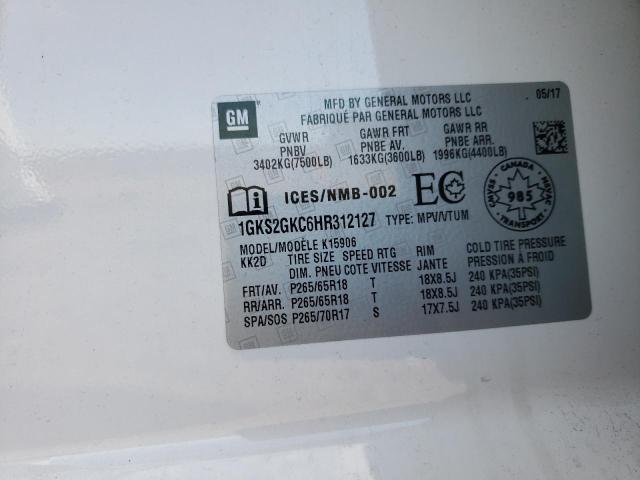 GM
MFD BY GENERAL MOTORS LLC 05/17
FABRIQUÉ PAR GENERAL MOTORS LLC
GVWR GAWR FRT GAWR RR
PNBV PNBE AV. PNBE ARR.
3402KG(7500LB) 1633KG(3600LB) 1996KG(4400LB)
ICES/NMB-002 EC
CANADA
CMVSS NSVAC
985
1GKS2GKC6HR312127 TYPE: MPV/VTUM
MODEL/MODÈLE K15906
KK2D TIRE SIZE SPEED RTG RIM COLD TIRE PRESSURE
DIM. PNEU COTE VITESSE JANTE PRESSION À FROID
FRT/AV. P265/65R18 T 18X8.5J 240 KPA(35PSI)
RR/ARR. P265/65R18 T 18X8.5J 240 KPA(35PSI)
SPA/SOS P265/70R17 S 17X7.5J 240 KPA(35PSI)